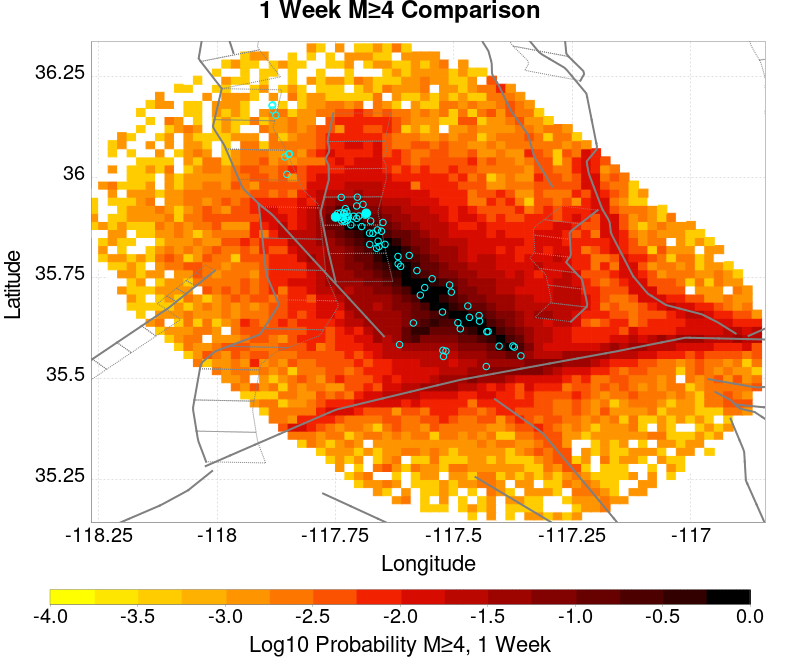 1 Week M≥4 Comparison
36.25
36
35.75
35.5
35.25
Latitude
-118.25 -118 -117.75 -117.5 -117.25 -117
Longitude
-4.0 -3.5 -3.0 -2.5 -2.0 -1.5 -1.0 -0.5 0.0
Log10 Probability M≥4, 1 Week